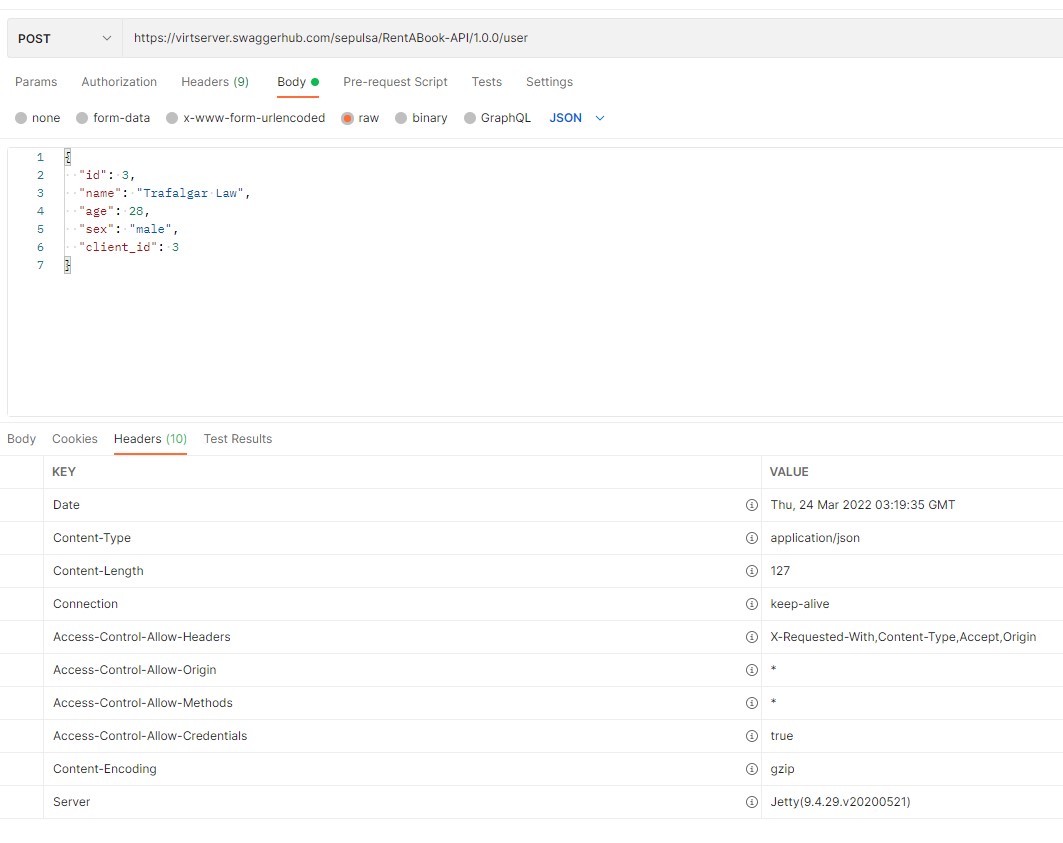 POST https://virtserver.swaggerhub.com/sepulsa/RentABook-API/1.0.0/user
Params Authorization Headers (9) Body Pre-request Script Tests Settings
none form-data x-www-form-urlencoded raw binary GraphQL JSON
1 {
2 "id": 3,
3 "name": "Trafalgar Law",
4 "age": 28,
5 "sex": "male",
6 "client_id": 3
7 }
Body Cookies Headers (10) Test Results
KEY VALUE
Date Thu, 24 Mar 2022 03:19:35 GMT
Content-Type application/json
Content-Length 127
Connection keep-alive
Access-Control-Allow-Headers X-Requested-With,Content-Type,Accept,Origin
Access-Control-Allow-Origin *
Access-Control-Allow-Methods *
Access-Control-Allow-Credentials true
Content-Encoding gzip
Server Jetty(9.4.29.v20200521)